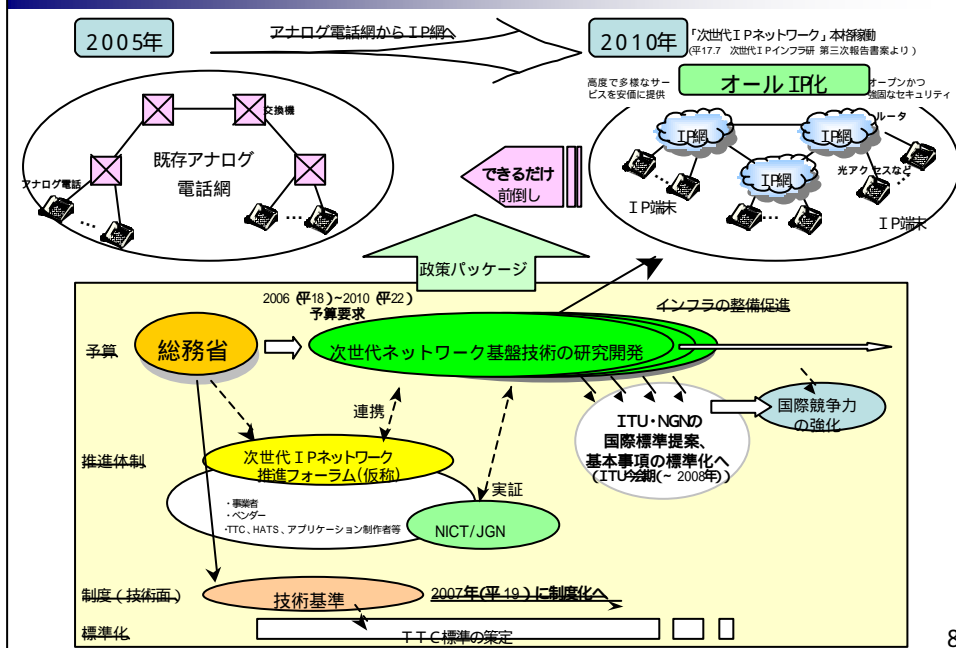 2005年
アナログ電話網からIP網へ
2010年
「次世代IPネットワーク」本格稼動
(平17.7 次世代IPインフラ研 第三次報告書案より)
高度で多様なサー
ビスを安価に提供
オールIP化
オープンかつ
強固なセキュリティ
交換機
既存アナログ
電話網
アナログ電話
…
…
できるだけ
前倒し
IP網
IP網
IP網
ルータ
光アクセスなど
…
…
…
IP端末
IP端末
政策パッケージ
2006(平18)~2010(平22)
予算要求
インフラの整備促進
予算
総務省
次世代ネットワーク基盤技術の研究開発
連携
ITU・NGNの
国際標準提案、
基本事項の標準化へ
(ITU今会期(~2008年))
国際競争力
の強化
推進体制
次世代IPネットワーク
推進フォーラム(仮称)
・事業者
・ベンダー
・TTC、HATS、アプリケーション制作者等
実証
NICT/JGN
制度(技術面)
技術基準
2007年(平19)に制度化へ
標準化
TTC標準の策定
8